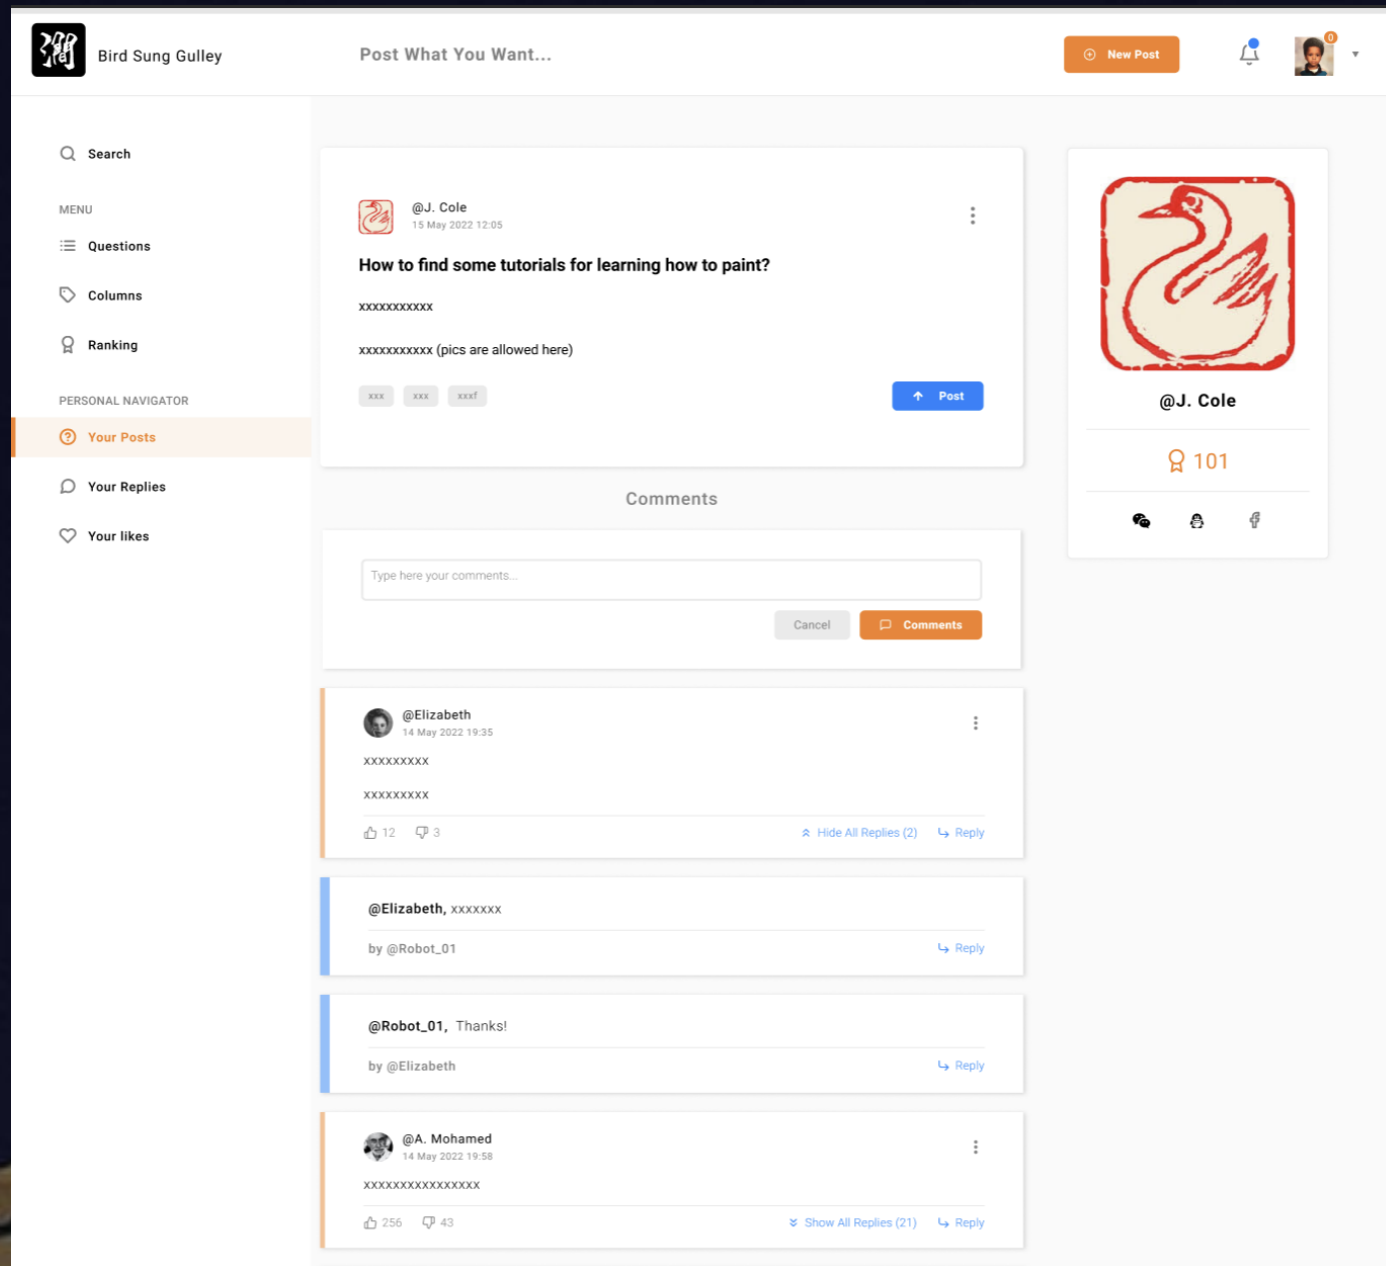 Bird Sung Gulley
Post What You Want...
New Post
0
Search
MENU
Questions
Columns
Ranking
PERSONAL NAVIGATOR
Your Posts
Your Replies
Your likes
@J. Cole
15 May 2022 12:05
How to find some tutorials for learning how to paint?
xxxxxxxxxxx
xxxxxxxxxxx (pics are allowed here)
xxx xxx xxxf
Post
Comments
Type here your comments...
Cancel
Comments
@Elizabeth
14 May 2022 19:35
xxxxxxxxx
xxxxxxxxx
12 3
Hide All Replies (2) Reply
@Elizabeth, xxxxxxx
by @Robot_01 Reply
@Robot_01, Thanks!
by @Elizabeth Reply
@A. Mohamed
14 May 2022 19:58
xxxxxxxxxxxxxxxx
256 43
Show All Replies (21) Reply
@J. Cole
101